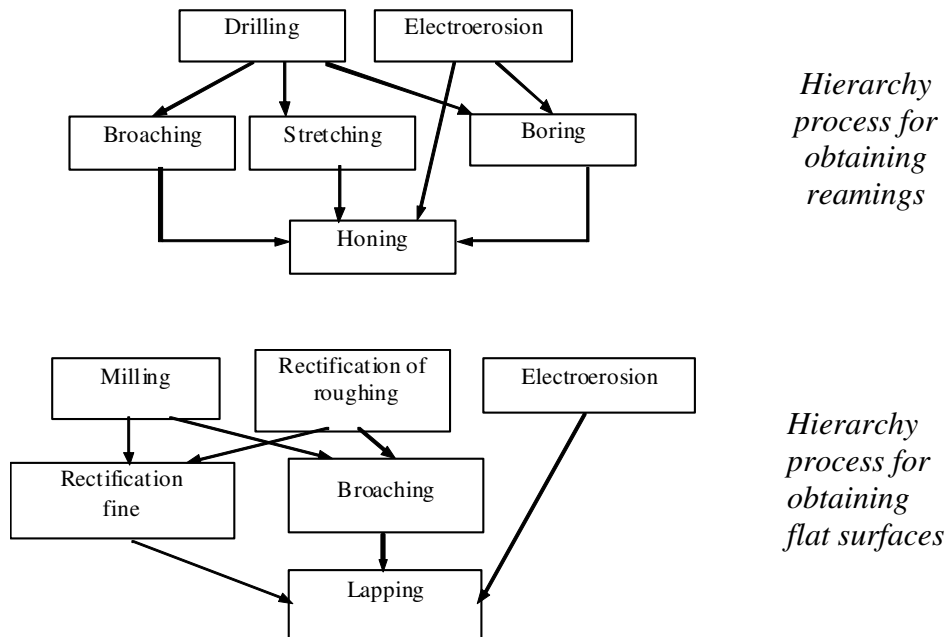 Drilling
Electroerosion
Broaching
Stretching
Boring
Honing
Hierarchy
process for
obtaining
reamings
Milling
Rectification of
roughing
Electroerosion
Rectification
fine
Broaching
Lapping
Hierarchy
process for
obtaining
flat surfaces